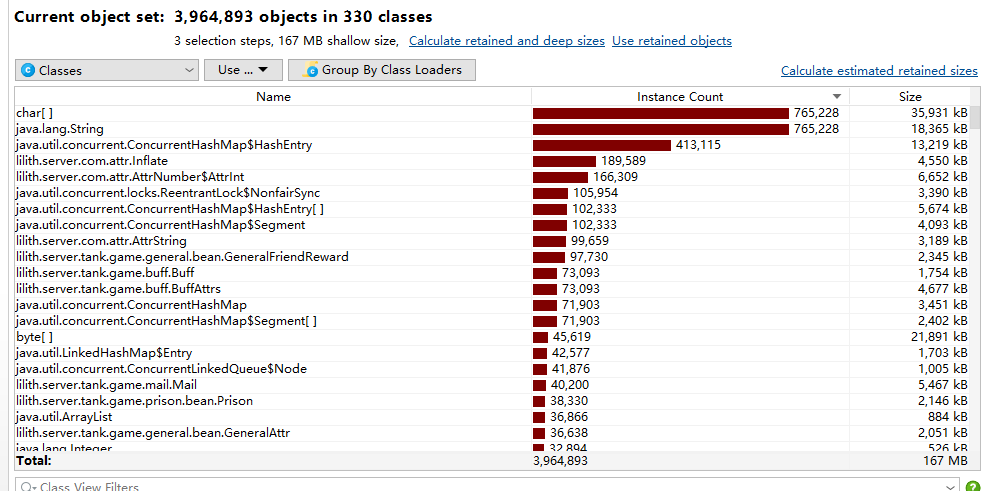 Current object set: 3,964,893 objects in 330 classes
3 selection steps, 167 MB shallow size, Calculate retained and deep sizes Use retained objects
Classes Use ... Group By Class Loaders Calculate estimated retained sizes
Name Instance Count Size
char[ ] 765,228 35,931 kB
java.lang.String 765,228 18,365 kB
java.util.concurrent.ConcurrentHashMap$HashEntry 413,115 13,219 kB
lilith.server.com.attr.Inflate 189,589 4,550 kB
lilith.server.com.attr.AttrNumber$AttrInt 166,309 6,652 kB
java.util.concurrent.locks.ReentrantLock$NonfairSync 105,954 3,390 kB
java.util.concurrent.ConcurrentHashMap$HashEntry[ ] 102,333 5,674 kB
java.util.concurrent.ConcurrentHashMap$Segment 102,333 4,093 kB
lilith.server.com.attr.AttrString 99,659 3,189 kB
lilith.server.tank.game.general.bean.GeneralFriendReward 97,730 2,345 kB
lilith.server.tank.game.buff.Buff 73,093 1,754 kB
lilith.server.tank.game.buff.BuffAttrs 73,093 4,677 kB
java.util.concurrent.ConcurrentHashMap 71,903 3,451 kB
java.util.concurrent.ConcurrentHashMap$Segment[ ] 71,903 2,402 kB
byte[ ] 45,619 21,891 kB
java.util.LinkedHashMap$Entry 42,577 1,703 kB
java.util.concurrent.ConcurrentLinkedQueue$Node 41,876 1,005 kB
lilith.server.tank.game.mail.Mail 40,200 5,467 kB
lilith.server.tank.game.prison.bean.Prison 38,330 2,146 kB
java.util.ArrayList 36,866 884 kB
lilith.server.tank.game.general.bean.GeneralAttr 36,638 2,051 kB
java.lang.Integer 32,894 526 kB
Total: 3,964,893 167 MB
Class View Filters